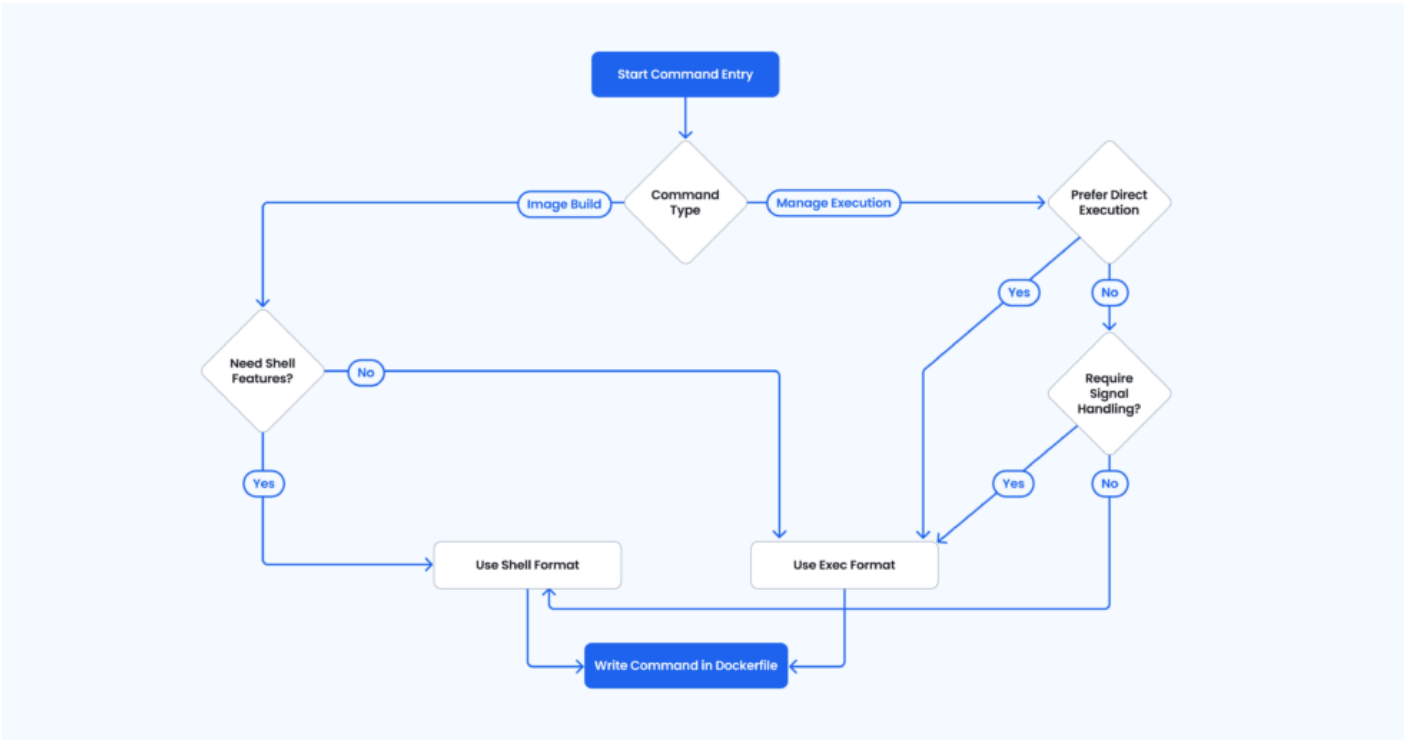 Start Command Entry
Command
Type
Image Build
Manage Execution
Prefer Direct
Execution
Yes
No
Need Shell
Features?
No
Require
Signal
Handling?
Yes
Yes
No
Use Shell Format
Use Exec Format
Write Command in Dockerfile